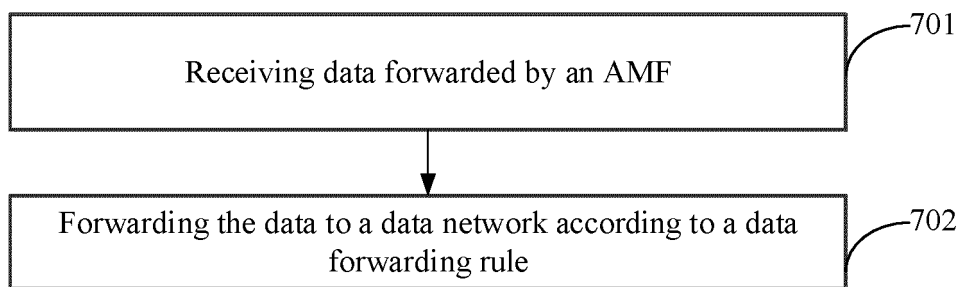 701
Receiving data forwarded by an AMF
Forwarding the data to a data network according to a data
forwarding rule
702